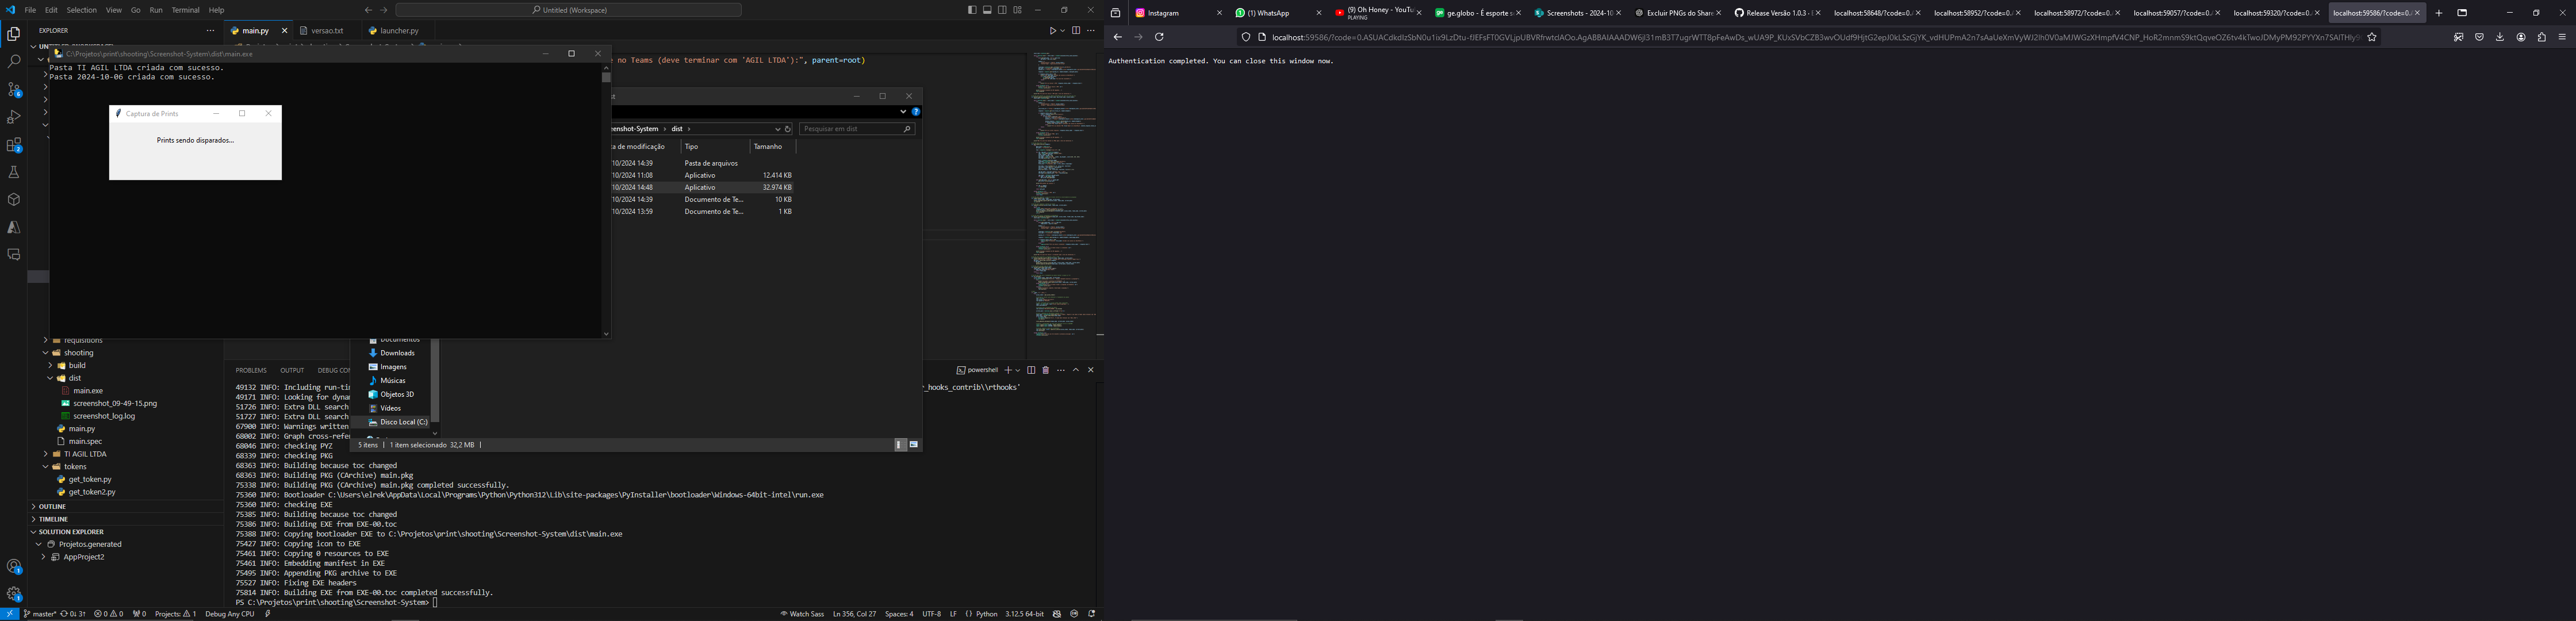 File Edit Selection View Go Run Terminal Help
Untitled (Workspace)
EXPLORER
main.py
versao.txt
launcher.py
C:\Projetos\print\shooting\Screenshot-System\dist\main.exe
Pasta TI AGIL LTDA criada com sucesso.
Pasta 2024-10-06 criada com sucesso.
e no Teams (deve terminar com 'AGIL LTDA'):", parent=root)
Captura de Prints
Prints sendo disparados...
eenshot-System > dist >
Pesquisar em dist
a de modificação Tipo Tamanho
/10/2024 14:39 Pasta de arquivos
/10/2024 11:08 Aplicativo 12.414 KB
/10/2024 14:48 Aplicativo 32.974 KB
/10/2024 14:39 Documento de Te... 10 KB
/10/2024 13:59 Documento de Te... 1 KB
Documentos
Downloads
Imagens
Músicas
Objetos 3D
Vídeos
Disco Local (C:)
5 itens 1 item selecionado 32,2 MB
requisitions
shooting
build
dist
main.exe
screenshot_09-49-15.png
screenshot_log.log
main.py
main.spec
TI AGIL LTDA
tokens
get_token.py
get_token2.py
OUTLINE
TIMELINE
SOLUTION EXPLORER
Projetos.generated
AppProject2
PROBLEMS OUTPUT DEBUG CON
powershell
49132 INFO: Including run-tim
_hooks_contrib\\rthooks'
49171 INFO: Looking for dynam
51726 INFO: Extra DLL search
51727 INFO: Extra DLL search
67900 INFO: Warnings written
68002 INFO: Graph cross-refer
68046 INFO: checking PYZ
68339 INFO: checking PKG
68363 INFO: Building because toc changed
68363 INFO: Building PKG (CArchive) main.pkg
75338 INFO: Building PKG (CArchive) main.pkg completed successfully.
75360 INFO: Bootloader C:\Users\elrek\AppData\Local\Programs\Python\Python312\Lib\site-packages\PyInstaller\bootloader\Windows-64bit-intel\run.exe
75360 INFO: checking EXE
75385 INFO: Building because toc changed
75386 INFO: Building EXE from EXE-00.toc
75388 INFO: Copying bootloader EXE to C:\Projetos\print\shooting\Screenshot-System\dist\main.exe
75427 INFO: Copying icon to EXE
75461 INFO: Copying 0 resources to EXE
75461 INFO: Embedding manifest in EXE
75495 INFO: Appending PKG archive to EXE
75527 INFO: Fixing EXE headers
75814 INFO: Building EXE from EXE-00.toc completed successfully.
PS C:\Projetos\print\shooting\Screenshot-System>
master* 0↓ 3↑ 0 0 0 Projects: 1 Debug Any CPU
Watch Sass Ln 356, Col 27 Spaces: 4 UTF-8 LF Python 3.12.5 64-bit
Instagram
(1) WhatsApp
(9) Oh Honey - YouTu
PLAYING
ge.globo - É esporte s
Screenshots - 2024-10
Excluir PNGs do Share
Release Versão 1.0.3 -
localhost:58648/?code=0.
localhost:58952/?code=0.
localhost:58972/?code=0.
localhost:59057/?code=0.
localhost:59320/?code=0.
localhost:59586/?code=0.
Authentication completed. You can close this window now.